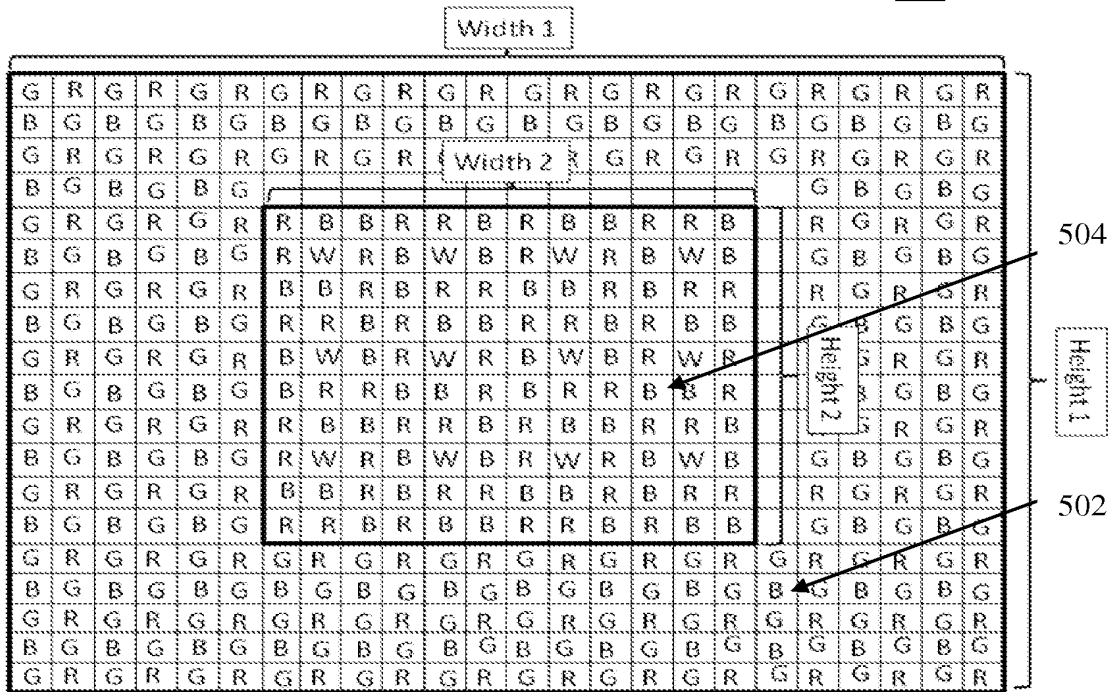 Width 1
G R G R G R G R G R G R G R G R G R G R G R G R
B G B G B G B G B G B G B G B G B G B G B G B G
G R G R G R G R G R Width 2 R G R G R G R G R G R
B G B G B G G B G B G
G R G R G R R B B R R B R B B R R B R G R G R
B G B G B G R W R B W B R W R B W B G B G B G
G R G R G R B B R B R R B B R B R R R G R G R
B G B G B G R R B R B B R R B R B B G B G B G
G R G R G R B W B R W R B W B R W R G R G R
B G B G B G B R R B B R B R R B B R B G B G
G R G R G R R B B R R B R B B R R B G R G R
B G B G B G R W R B W B R W R B W B G B G B G
G R G R G R B B R B R R B B R B R R R G R G R
B G B G B G R R B R B B R R B R B B G B G B G
G R G R G R G R G R G R G R G R G R G R G R G R
B G B G B G B G B G B G B G B G B G B G B G B G
G R G R G R G R G R G R G R G R G R G R G R G R
B G B G B G B G B G B G B G B G B G B G B G B G
G R G R G R G R G R G R G R G R G R G R G R G R
Height 2
Height 1
504
502